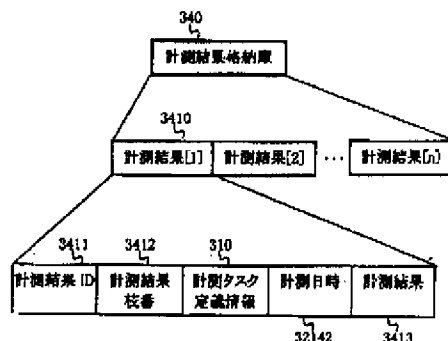 340
計測結果格納庫
3410
計測結果[1] 計測結果[2] … 計測結果[n]
3411 3412 310
計測結果ID 計測結果枝番 計測タスク定義情報 計測日時 計測結果
32142 3413